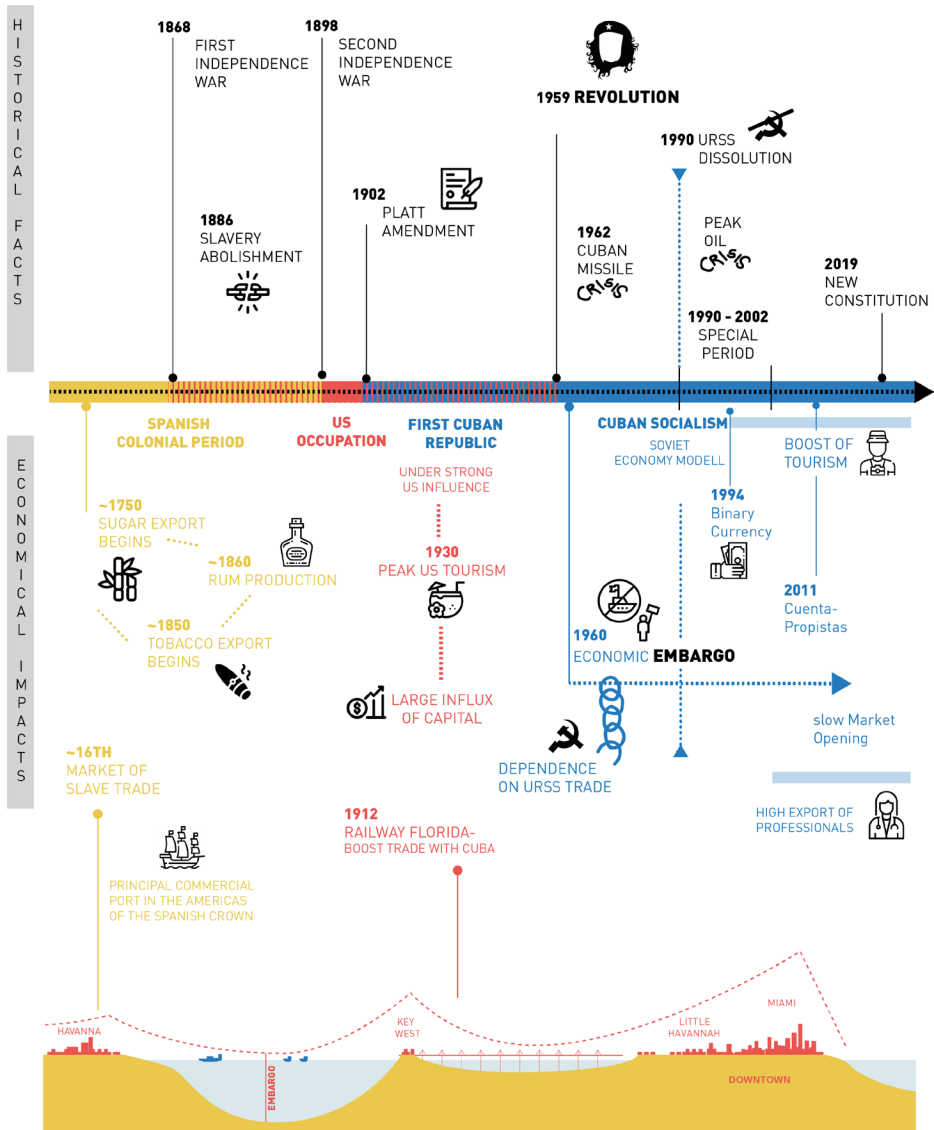 HISTORICAL FACTS
1868
FIRST
INDEPENDENCE
WAR
1898
SECOND
INDEPENDENCE
WAR
1959 REVOLUTION
1990 URSS
DISSOLUTION
1902
PLATT
AMENDMENT
1886
SLAVERY
ABOLISHMENT
1962
CUBAN
MISSILE
CRISIS
PEAK
OIL
CRISIS
2019
NEW
CONSTITUTION
1990 - 2002
SPECIAL
PERIOD
SPANISH
COLONIAL PERIOD
US
OCCUPATION
FIRST CUBAN
REPUBLIC
CUBAN SOCIALISM
SOVIET
ECONOMY MODELL
BOOST OF
TOURISM
ECONOMICAL IMPACTS
UNDER STRONG
US INFLUENCE
~1750
SUGAR EXPORT
BEGINS
~1860
RUM PRODUCTION
~1850
TOBACCO EXPORT
BEGINS
1930
PEAK US TOURISM
LARGE INFLUX
OF CAPITAL
1994
Binary
Currency
2011
Cuenta-
Propistas
1960
ECONOMIC EMBARGO
slow Market
Opening
DEPENDENCE
ON URSS TRADE
HIGH EXPORT OF
PROFESSIONALS
~16TH
MARKET OF
SLAVE TRADE
PRINCIPAL COMMERCIAL
PORT IN THE AMERICAS
OF THE SPANISH CROWN
1912
RAILWAY FLORIDA-
BOOST TRADE WITH CUBA
HAVANNA
EMBARGO
KEY
WEST
LITTLE
HAVANNAH
MIAMI
DOWNTOWN